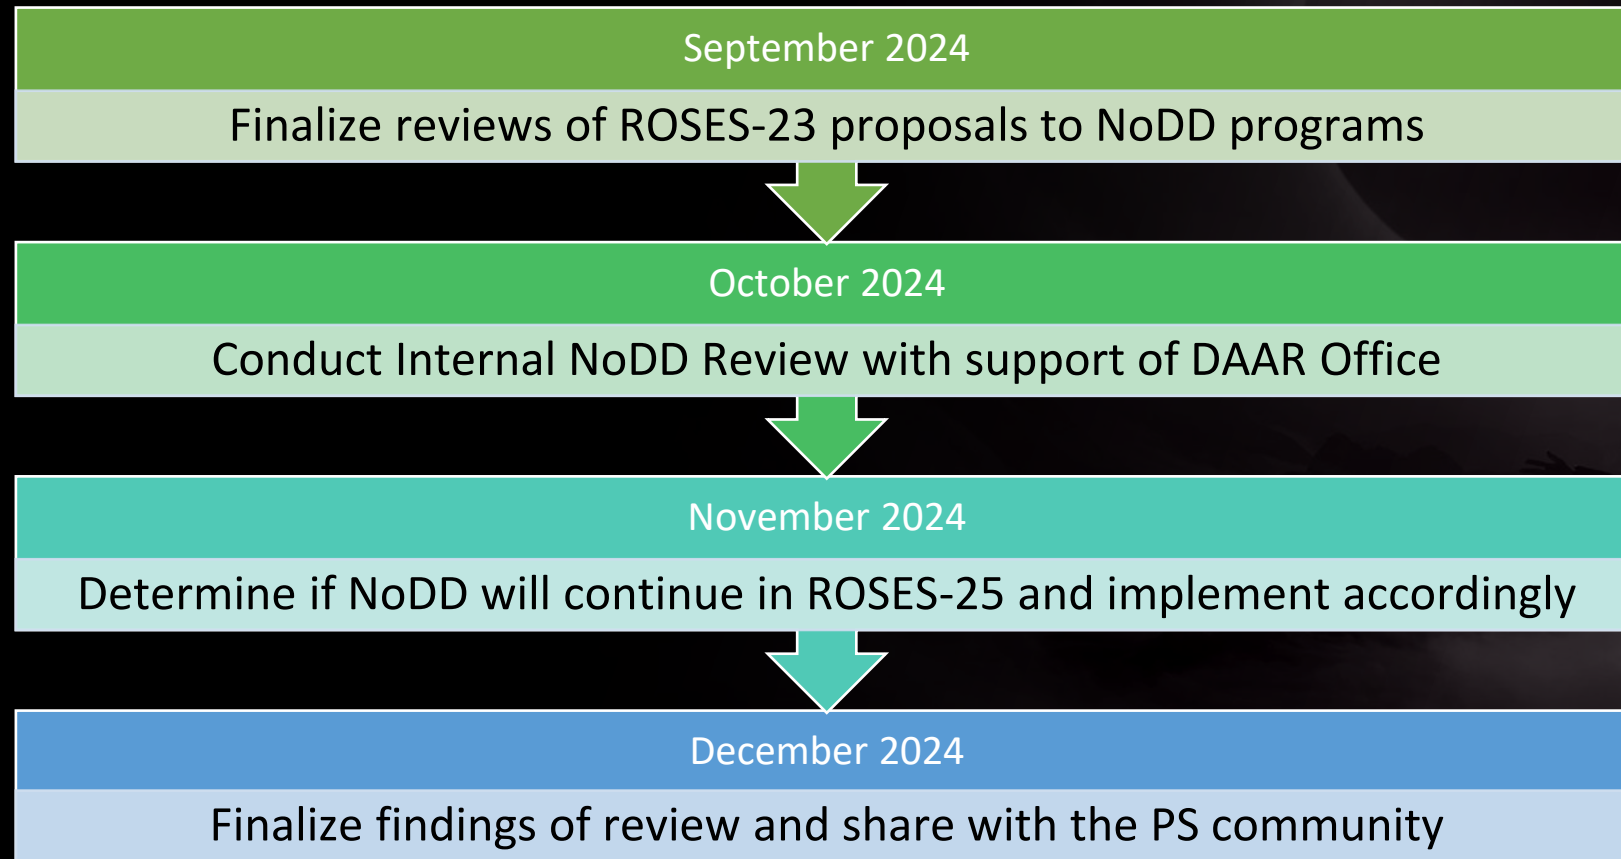 September 2024
Finalize reviews of ROSES-23 proposals to NoDD programs
October 2024
Conduct Internal NoDD Review with support of DAAR Office
November 2024
Determine if NoDD will continue in ROSES-25 and implement accordingly
December 2024
Finalize findings of review and share with the PS community